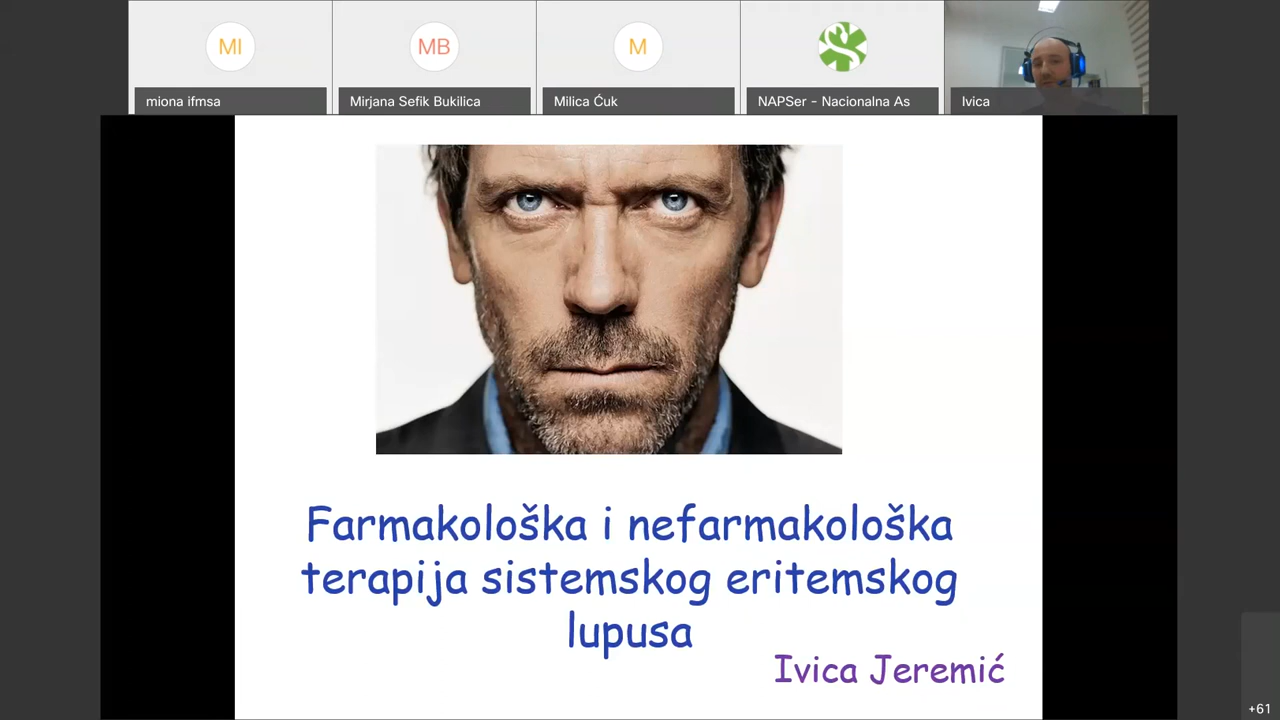 MI
MB
M
miona ifmsa
Mirjana Sefik Bukilica
Milica Ćuk
NAPSer - Nacionalna As
Ivica
Farmakološka i nefarmakološka
terapija sistemskog eritemskog
lupusa
Ivica Jeremić
+61